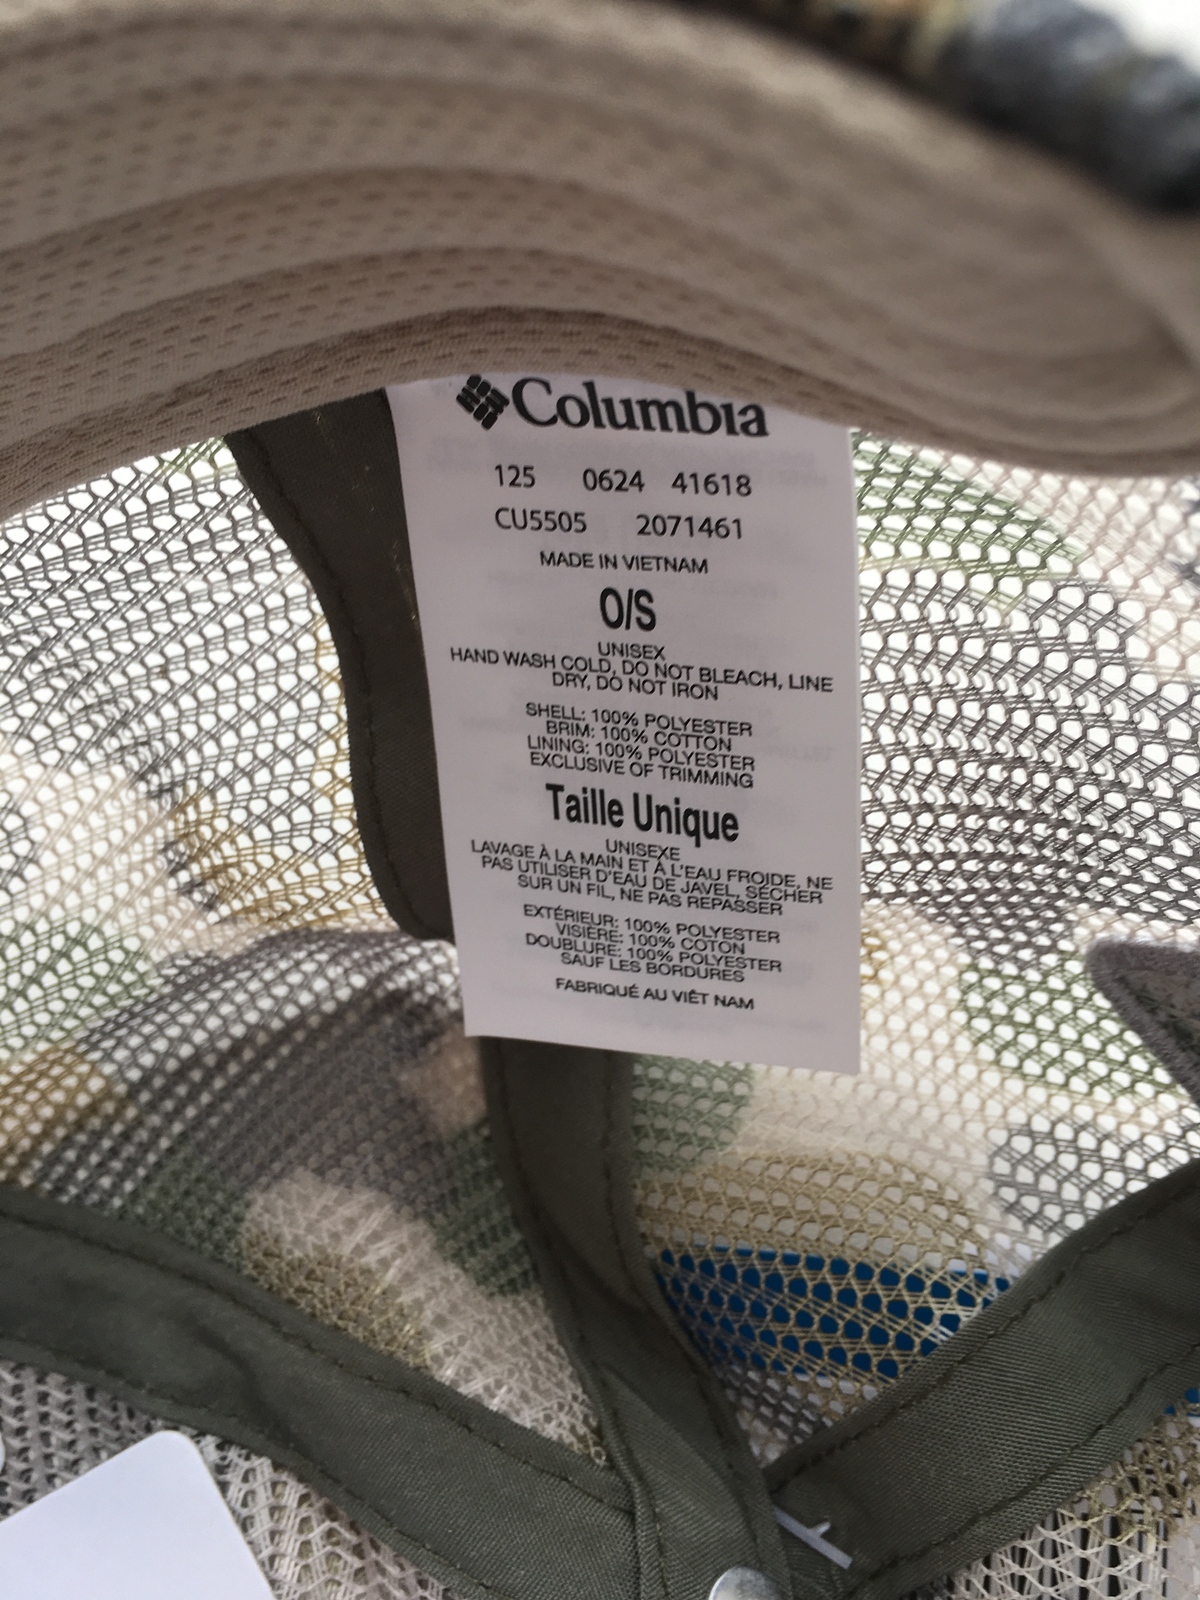 Columbia
125 0624 41618
CU5505 2071461
MADE IN VIETNAM
O/S
UNISEX
HAND WASH COLD, DO NOT BLEACH, LINE
DRY, DO NOT IRON
SHELL: 100% POLYESTER
BRIM: 100% COTTON
LINING: 100% POLYESTER
EXCLUSIVE OF TRIMMING
Taille Unique
UNISEXE
LAVAGE À LA MAIN ET À L'EAU FROIDE, NE
PAS UTILISER D'EAU DE JAVEL, SÉCHER
SUR UN FIL, NE PAS REPASSER
EXTÉRIEUR: 100% POLYESTER
VISIÈRE: 100% COTON
DOUBLURE: 100% POLYESTER
SAUF LES BORDURES
FABRIQUÉ AU VIÊT NAM